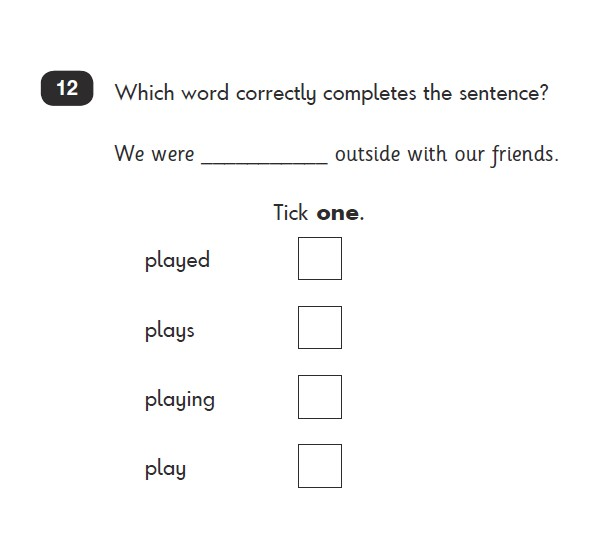 12 Which word correctly completes the sentence?
We were ___________ outside with our friends.
Tick one.
played
plays
playing
play